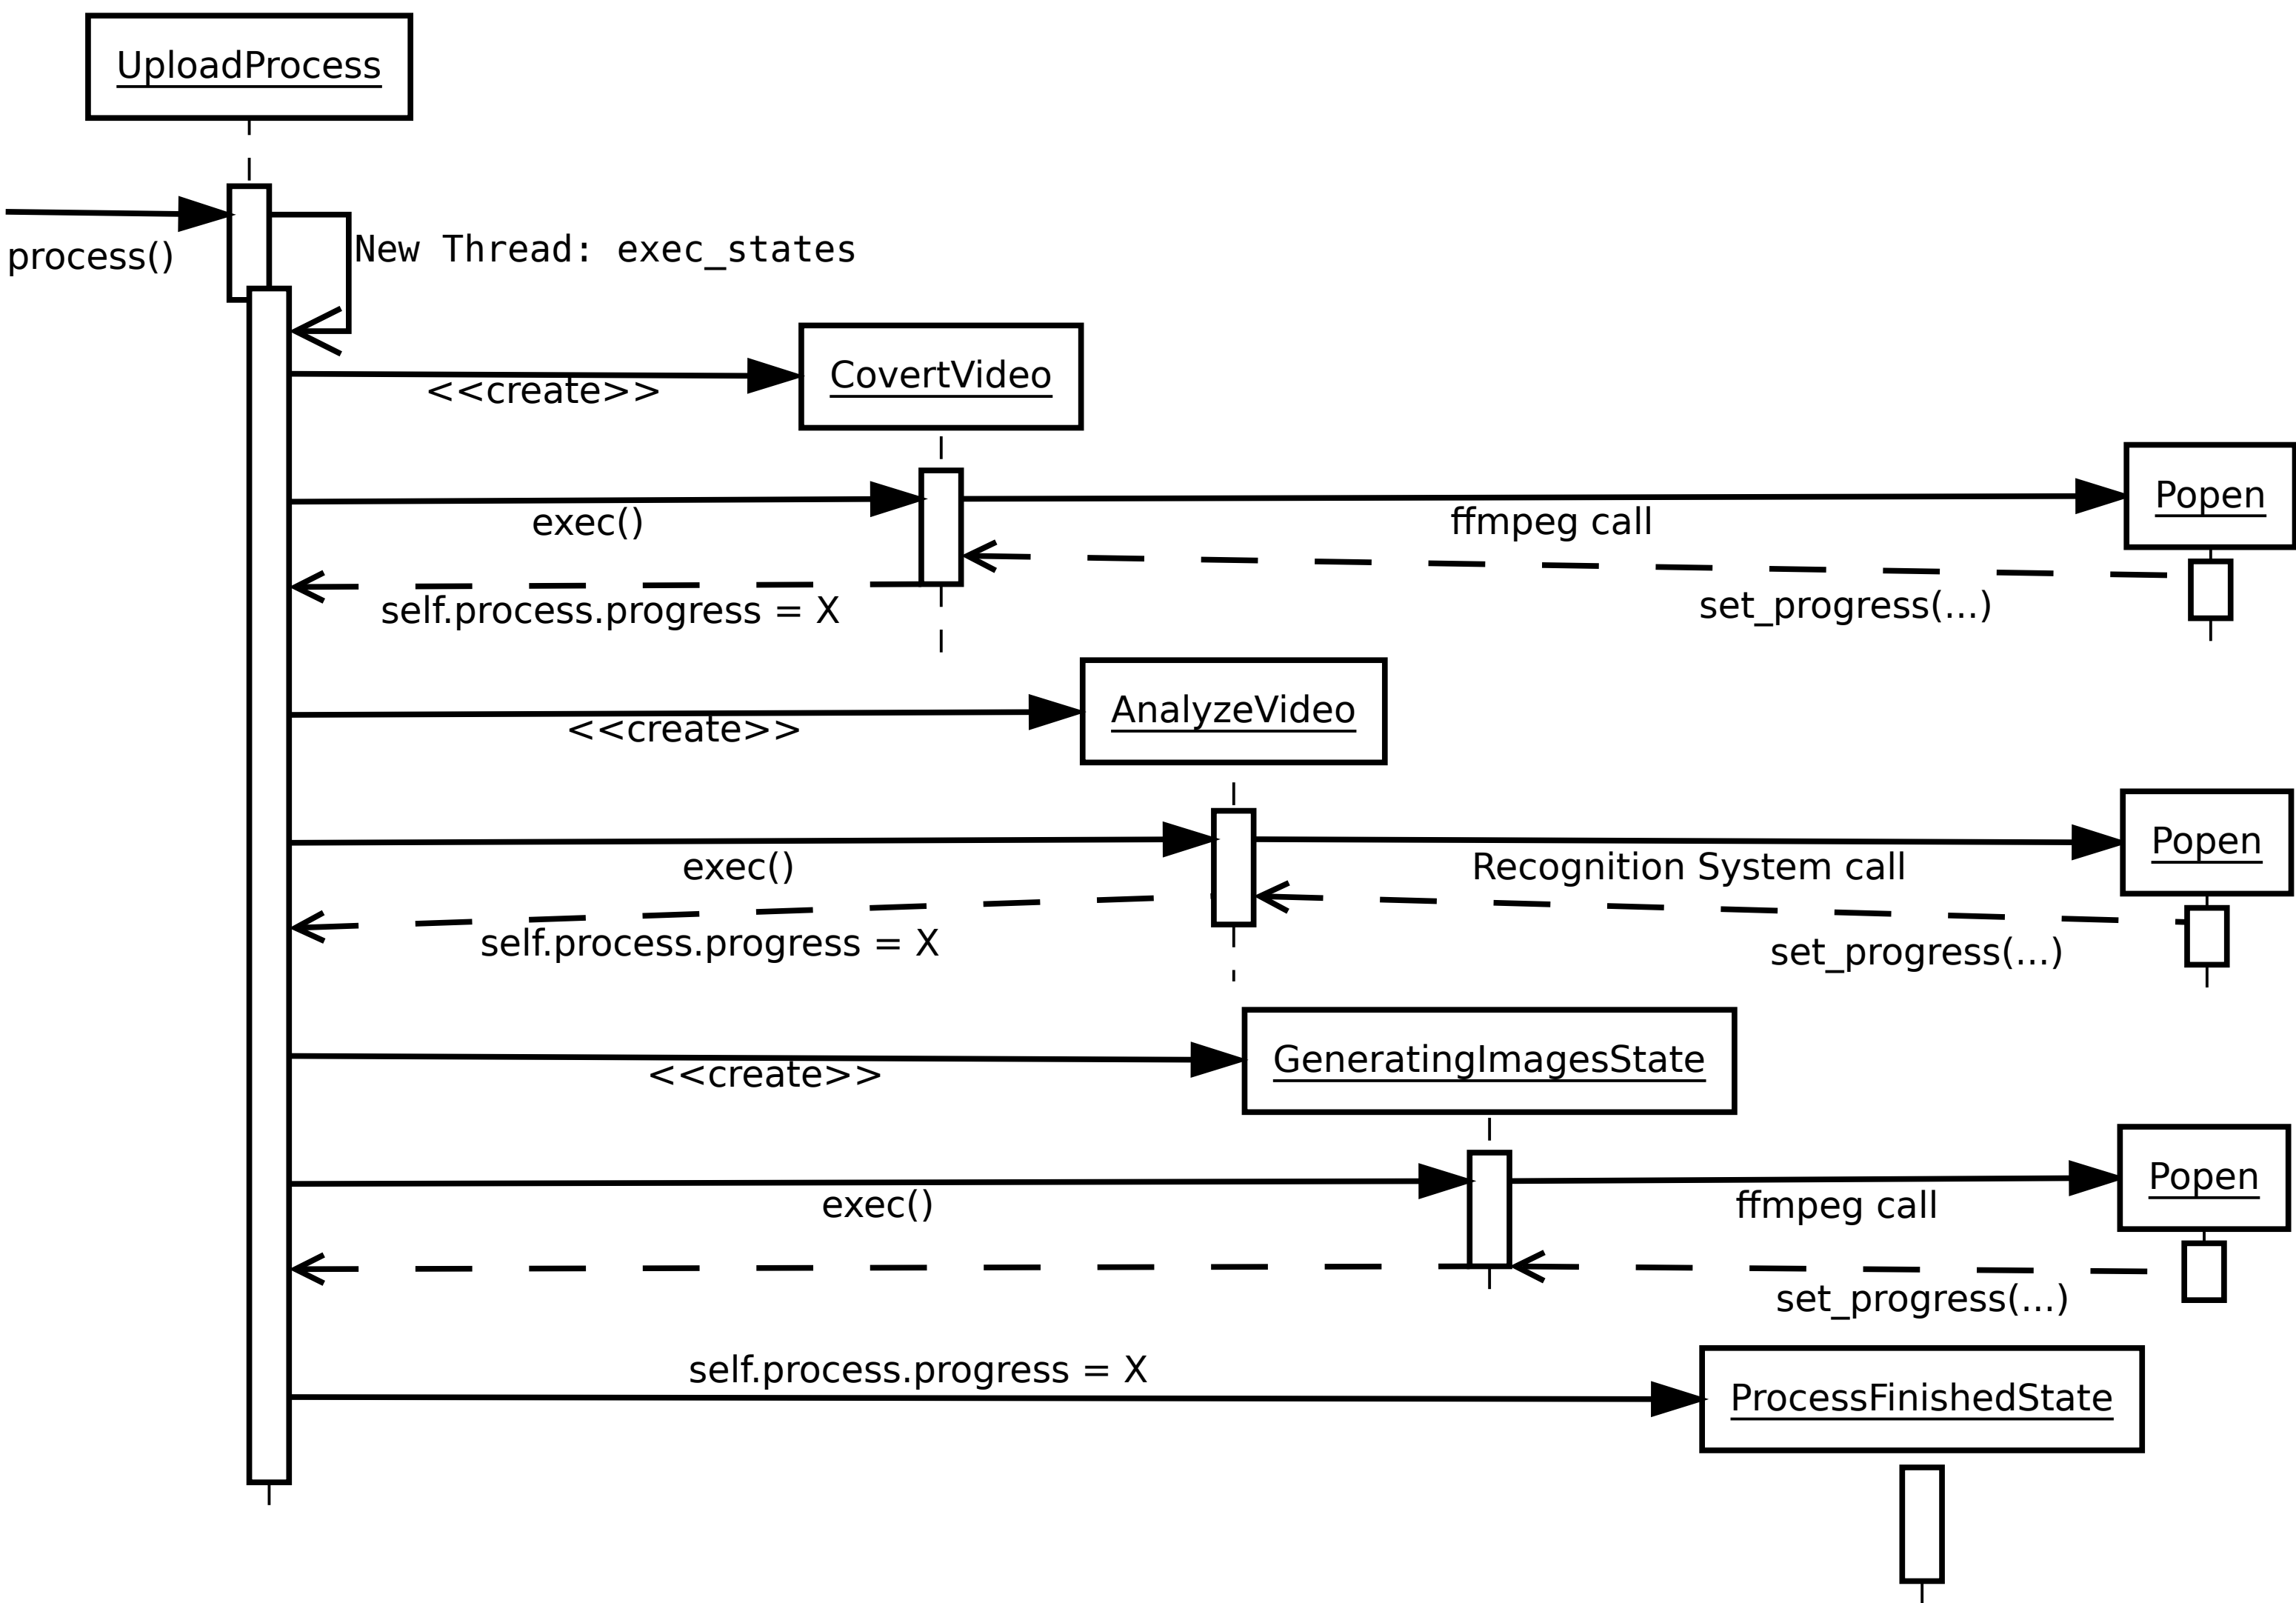 UploadProcess
process()
New Thread: exec_states
CovertVideo
<<create>>
Popen
exec()
ffmpeg call
set_progress(...)
self.process.progress = X
AnalyzeVideo
<<create>>
Popen
exec()
Recognition System call
self.process.progress = X
set_progress(...)
GeneratingImagesState
<<create>>
Popen
exec()
ffmpeg call
set_progress(...)
self.process.progress = X
ProcessFinishedState